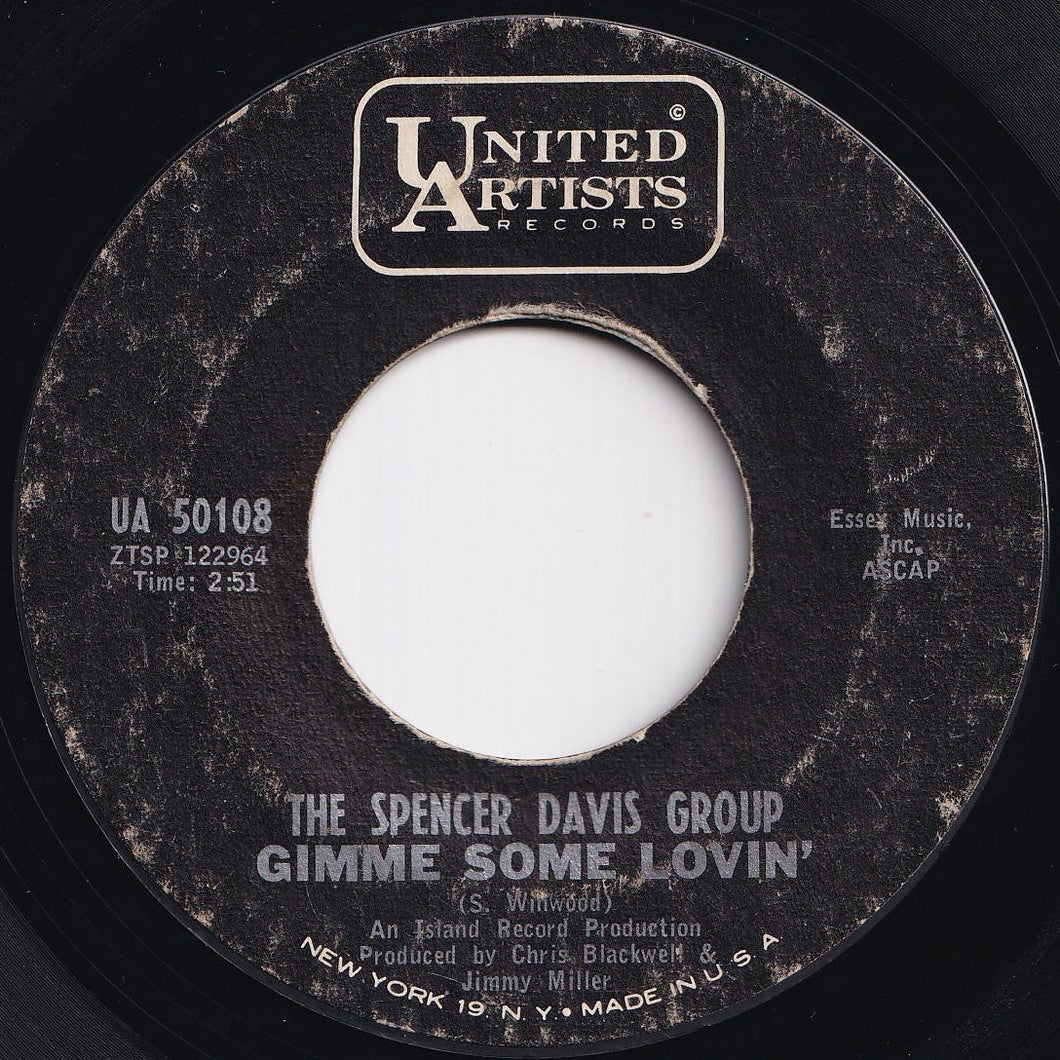 ©
UNITED
ARTISTS
RECORDS
UA 50108
ZTSP 122964
Time: 2:51
Essex Music,
Inc.
ASCAP
THE SPENCER DAVIS GROUP
GIMME SOME LOVIN'
(S. Winwood)
An Island Record Production
Produced by Chris Blackwell &
Jimmy Miller
NEW YORK 19 N Y • MADE IN U S A